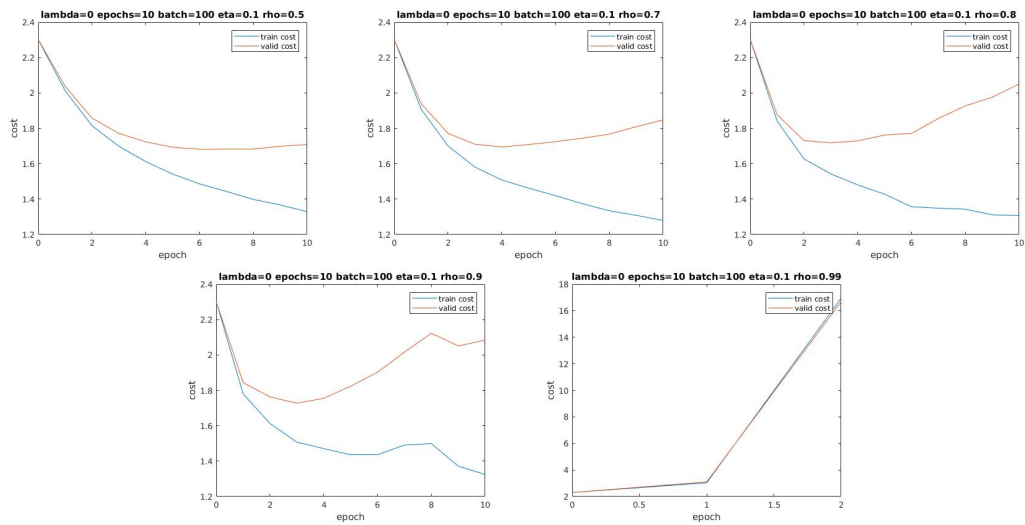 lambda=0 epochs=10 batch=100 eta=0.1 rho=0.5
2.4
2.2
2
1.8
1.6
1.4
1.2
cost
0 2 4 6 8 10
epoch
train cost
valid cost
lambda=0 epochs=10 batch=100 eta=0.1 rho=0.7
2.4
2.2
2
1.8
1.6
1.4
1.2
cost
0 2 4 6 8 10
epoch
train cost
valid cost
lambda=0 epochs=10 batch=100 eta=0.1 rho=0.8
2.4
2.2
2
1.8
1.6
1.4
1.2
cost
0 2 4 6 8 10
epoch
train cost
valid cost
lambda=0 epochs=10 batch=100 eta=0.1 rho=0.9
2.4
2.2
2
1.8
1.6
1.4
1.2
cost
0 2 4 6 8 10
epoch
train cost
valid cost
lambda=0 epochs=10 batch=100 eta=0.1 rho=0.99
18
16
14
12
10
8
6
4
2
cost
0 0.5 1 1.5 2
epoch
train cost
valid cost